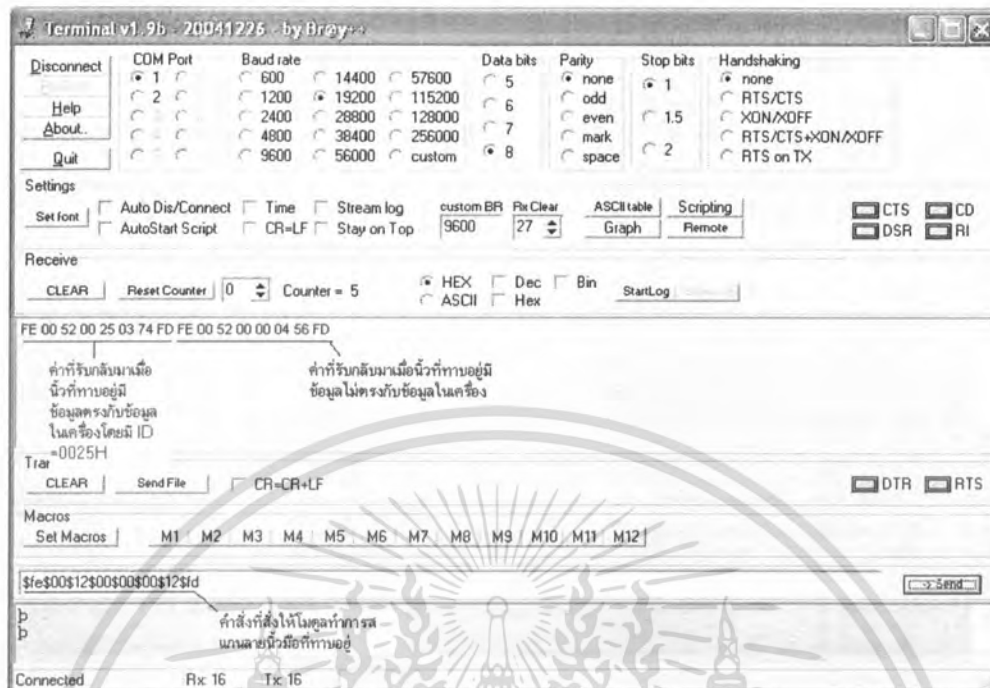 Terminal v1.9b - 20041226 - by Br@y++
Disconnect
Help
About..
Quit
COM Port
1
2
Baud rate
600 14400 57600
1200 19200 115200
2400 28800 128000
4800 38400 256000
9600 56000 custom
Data bits
5
6
7
8
Parity
none
odd
even
mark
space
Stop bits
1
1.5
2
Handshaking
none
RTS/CTS
XON/XOFF
RTS/CTS+XON/XOFF
RTS on TX
Settings
Set font
Auto Dis/Connect Time Stream log
AutoStart Script CR=LF Stay on Top
custom BR Rx Clear
9600 27
ASCII table Scripting
Graph Remote
CTS CD
DSR RI
Receive
CLEAR Reset Counter 0 Counter = 5
HEX Dec Bin
ASCII Hex
StartLog
FE 00 52 00 25 03 74 FD FE 00 52 00 00 04 56 FD
ค่าที่รับกลับมาเมื่อ
นิ้วที่ทาบอยู่มี
ข้อมูลตรงกับข้อมูล
ในเครื่องโดยมี ID
=0025H
ค่าที่รับกลับมาเมื่อนิ้วที่ทาบอยู่มี
ข้อมูลไม่ตรงกับข้อมูลในเครื่อง
Trar
CLEAR Send File CR=CR+LF
DTR RTS
Macros
Set Macros M1 M2 M3 M4 M5 M6 M7 M8 M9 M10 M11 M12
$fe$00$12$00$00$00$12$fd
-> Send
þ
þ
คำสั่งที่สั่งให้โมดูลทำการส
แกนลายนิ้วมือที่ทาบอยู่
Connected Rx: 16 Tx: 16